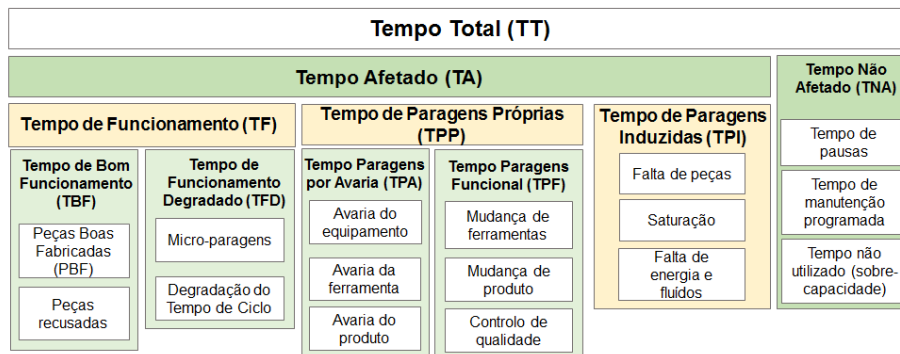 Tempo Total (TT)
Tempo Afetado (TA)
Tempo Não
Afetado (TNA)
Tempo de Funcionamento (TF)
Tempo de Paragens Próprias
(TPP)
Tempo de Paragens
Induzidas (TPI)
Tempo de Bom
Funcionamento
(TBF)
Peças Boas
Fabricadas
(PBF)
Peças
recusadas
Tempo de
Funcionamento
Degradado (TFD)
Micro-paragens
Degradação do
Tempo de Ciclo
Tempo Paragens
por Avaria (TPA)
Avaria do
equipamento
Avaria da
ferramenta
Avaria do
produto
Tempo Paragens
Funcional (TPF)
Mudança de
ferramentas
Mudança de
produto
Controlo de
qualidade
Falta de peças
Saturação
Falta de
energia e
fluídos
Tempo de
pausas
Tempo de
manutenção
programada
Tempo não
utilizado (sobre-
capacidade)